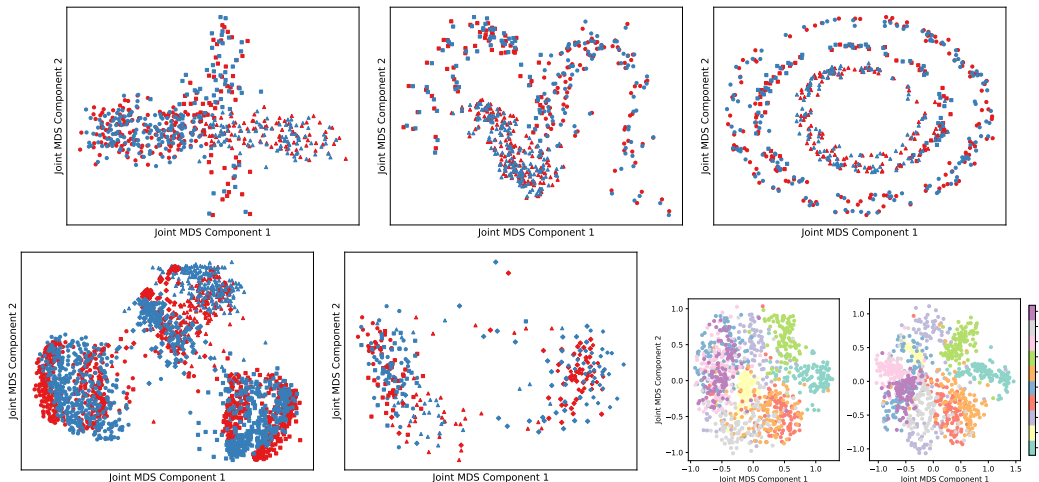 Joint MDS Component 2
Joint MDS Component 1
Joint MDS Component 2
Joint MDS Component 1
Joint MDS Component 2
Joint MDS Component 1
Joint MDS Component 2
Joint MDS Component 1
Joint MDS Component 2
Joint MDS Component 1
Joint MDS Component 2
1.0
0.5
0.0
−0.5
−1.0
−1.0 −0.5 0.0 0.5 1.0
Joint MDS Component 1
1.0
0.5
0.0
−0.5
−1.0
−1.0 −0.5 0.0 0.5 1.0 1.5
Joint MDS Component 1